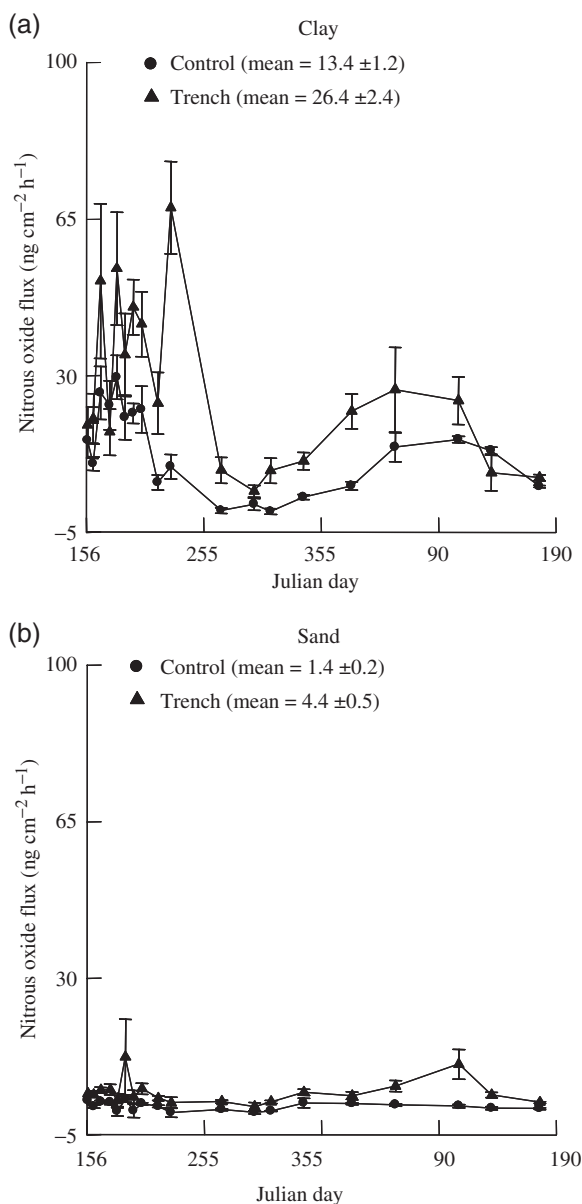 (a)
Clay
100
Control (mean = 13.4 ±1.2)
Trench (mean = 26.4 ±2.4)
65
30
−5
Nitrous oxide flux (ng cm⁻² h⁻¹)
156 255 355 90 190
Julian day
(b)
Sand
100
Control (mean = 1.4 ±0.2)
Trench (mean = 4.4 ±0.5)
65
30
−5
Nitrous oxide flux (ng cm⁻² h⁻¹)
156 255 355 90 190
Julian day